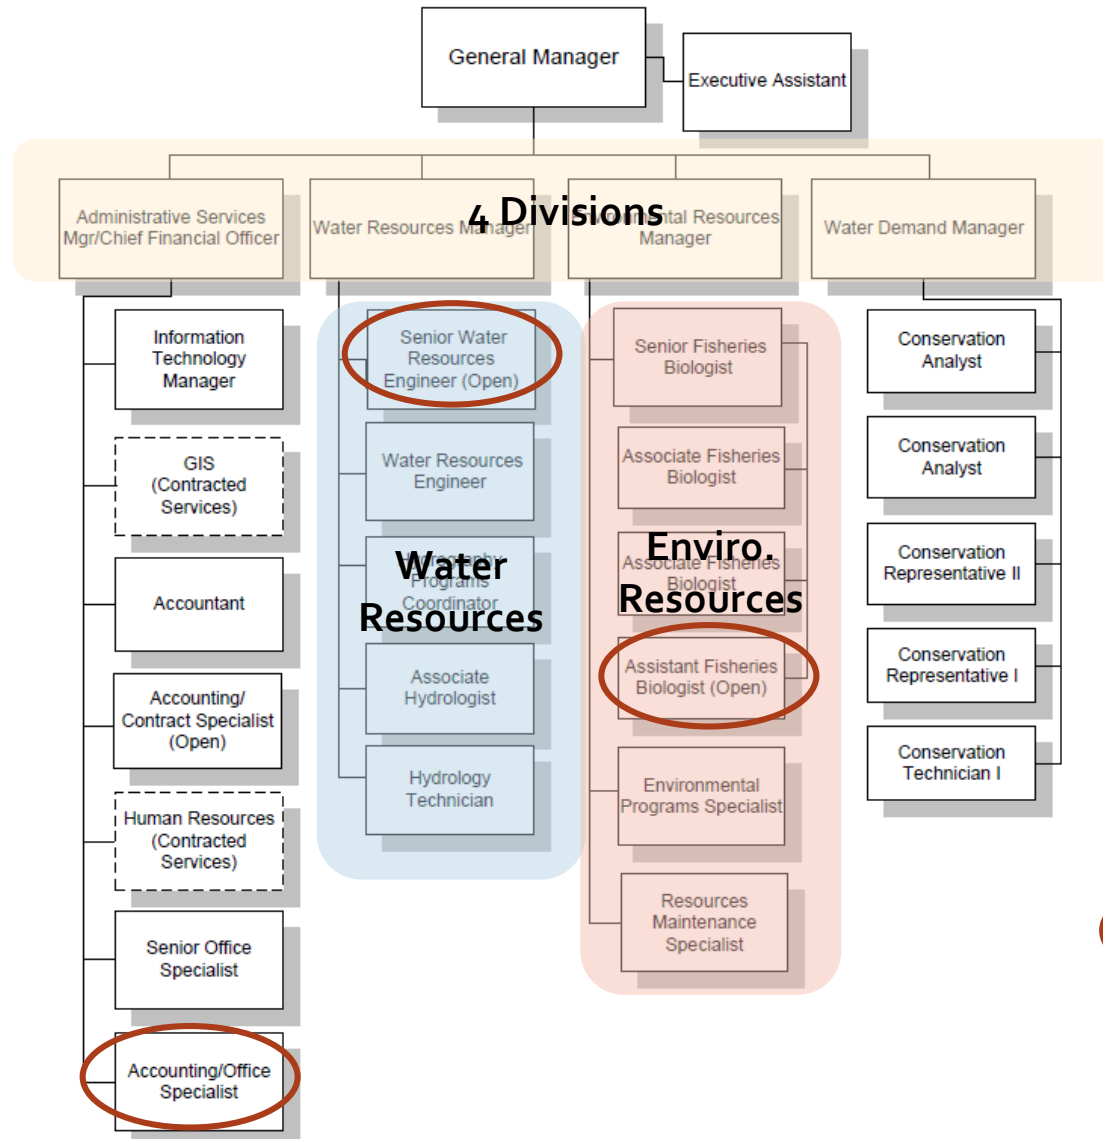 General Manager
Executive Assistant
4 Divisions
Administrative Services
Mgr/Chief Financial Officer
Water Resources Manager
Environmental Resources
Manager
Water Demand Manager
Information
Technology
Manager
GIS
(Contracted
Services)
Accountant
Accounting/
Contract Specialist
(Open)
Human Resources
(Contracted
Services)
Senior Office
Specialist
Accounting/Office
Specialist
Senior Water
Resources
Engineer (Open)
Water Resources
Engineer
Water
Resources
Hydrography
Programs
Coordinator
Associate
Hydrologist
Hydrology
Technician
Senior Fisheries
Biologist
Associate Fisheries
Biologist
Enviro.
Resources
Associate Fisheries
Biologist
Assistant Fisheries
Biologist (Open)
Environmental
Programs Specialist
Resources
Maintenance
Specialist
Conservation
Analyst
Conservation
Analyst
Conservation
Representative II
Conservation
Representative I
Conservation
Technician I